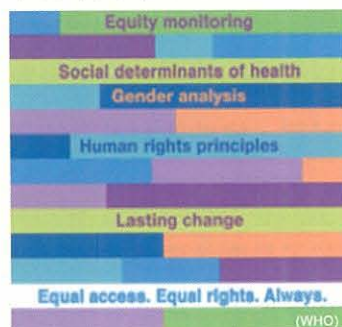 Equity monitoring
Social determinants of health
Gender analysis
Human rights principles
Lasting change
Equal access. Equal rights. Always.
(WHO)